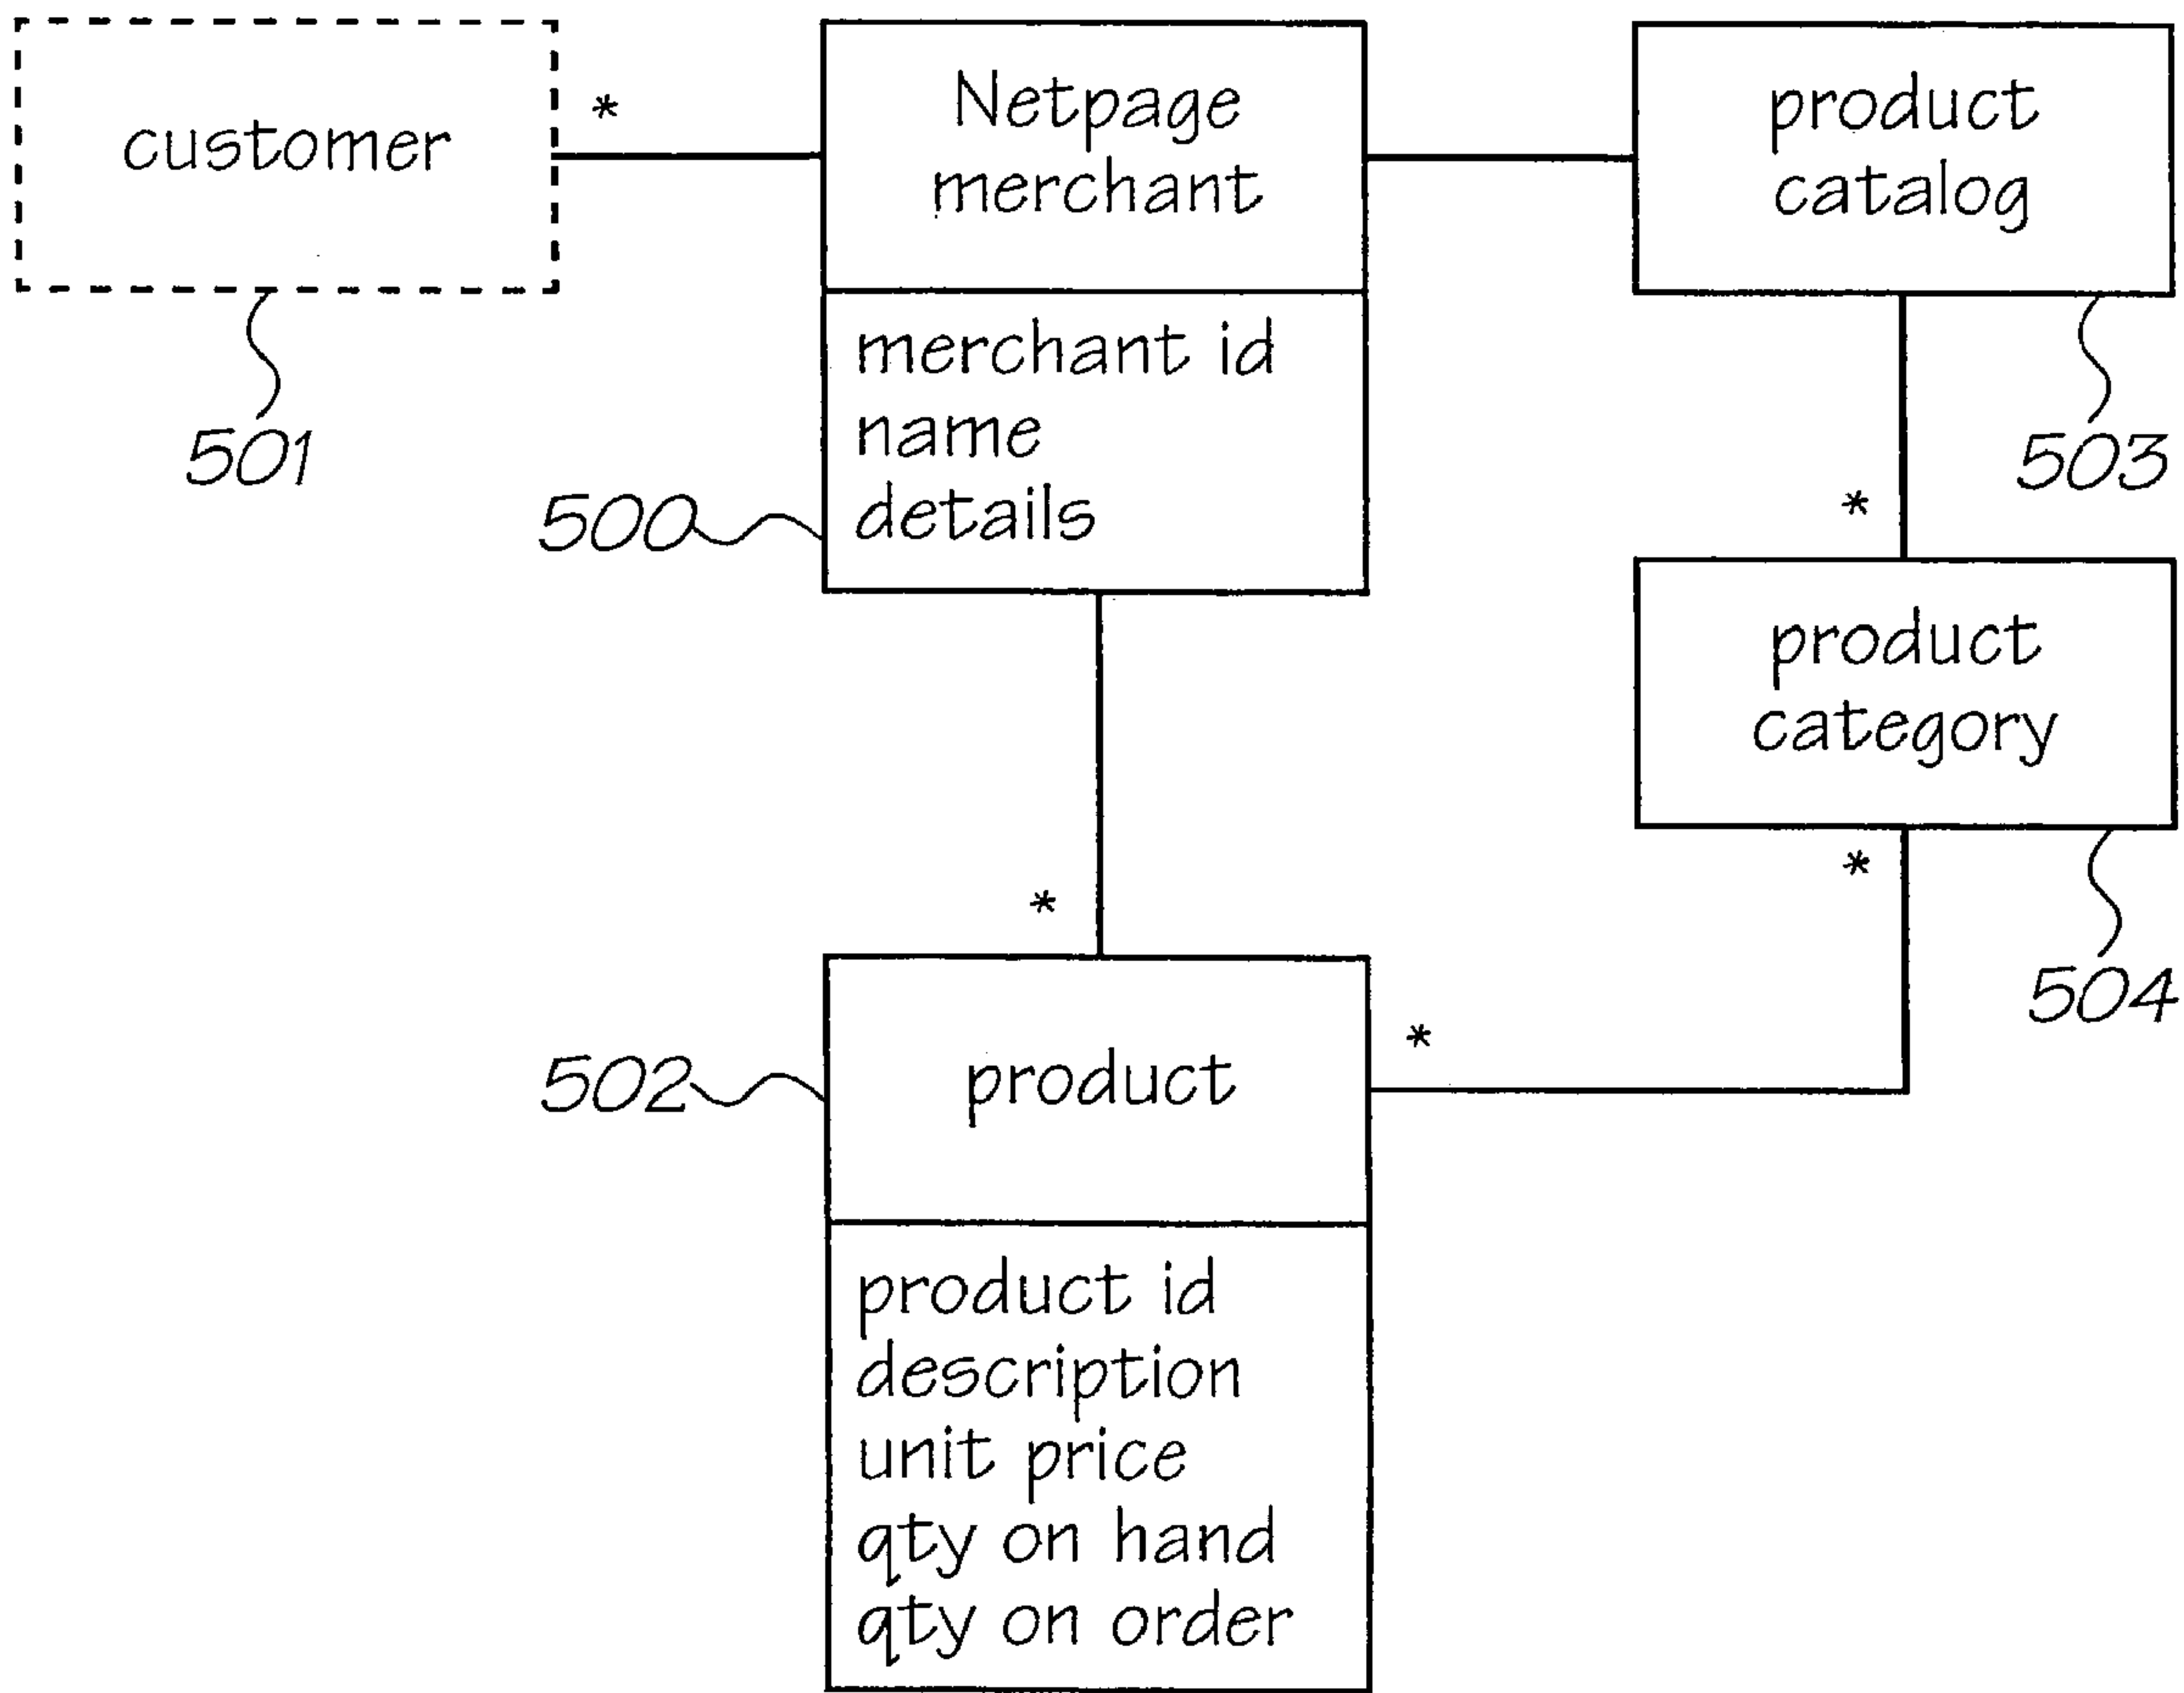 customer
*
Netpage
merchant
product
catalog
merchant id
name
details
501
500
503
*
product
category
*
*
504
502
product
*
product id
description
unit price
qty on hand
qty on order